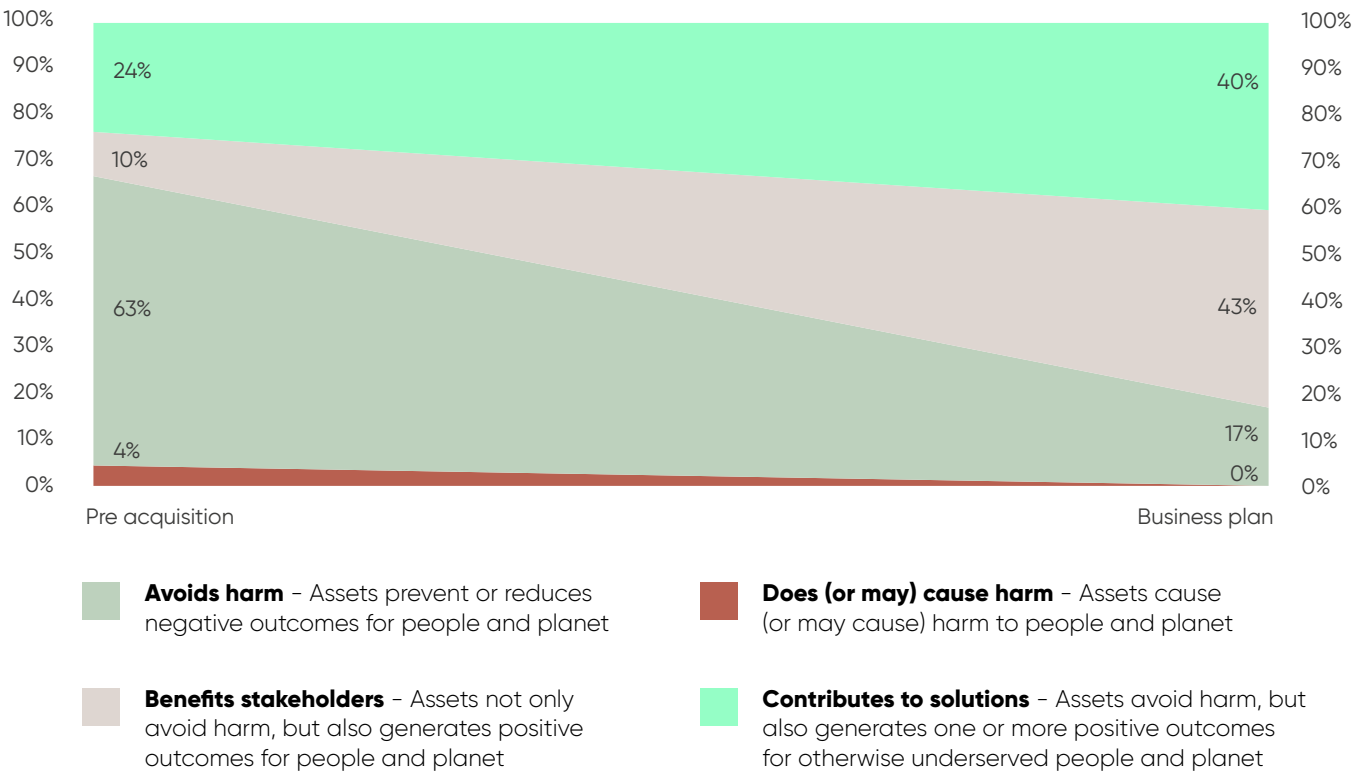 100%
90%
80%
70%
60%
50%
40%
30%
20%
10%
0%
24%
10%
63%
4%
40%
43%
17%
0%
100%
90%
80%
70%
60%
50%
40%
30%
20%
10%
0%
Pre acquisition
Business plan
Avoids harm - Assets prevent or reduces
negative outcomes for people and planet
Does (or may) cause harm - Assets cause
(or may cause) harm to people and planet
Benefits stakeholders - Assets not only
avoid harm, but also generates positive
outcomes for people and planet
Contributes to solutions - Assets avoid harm, but
also generates one or more positive outcomes
for otherwise underserved people and planet